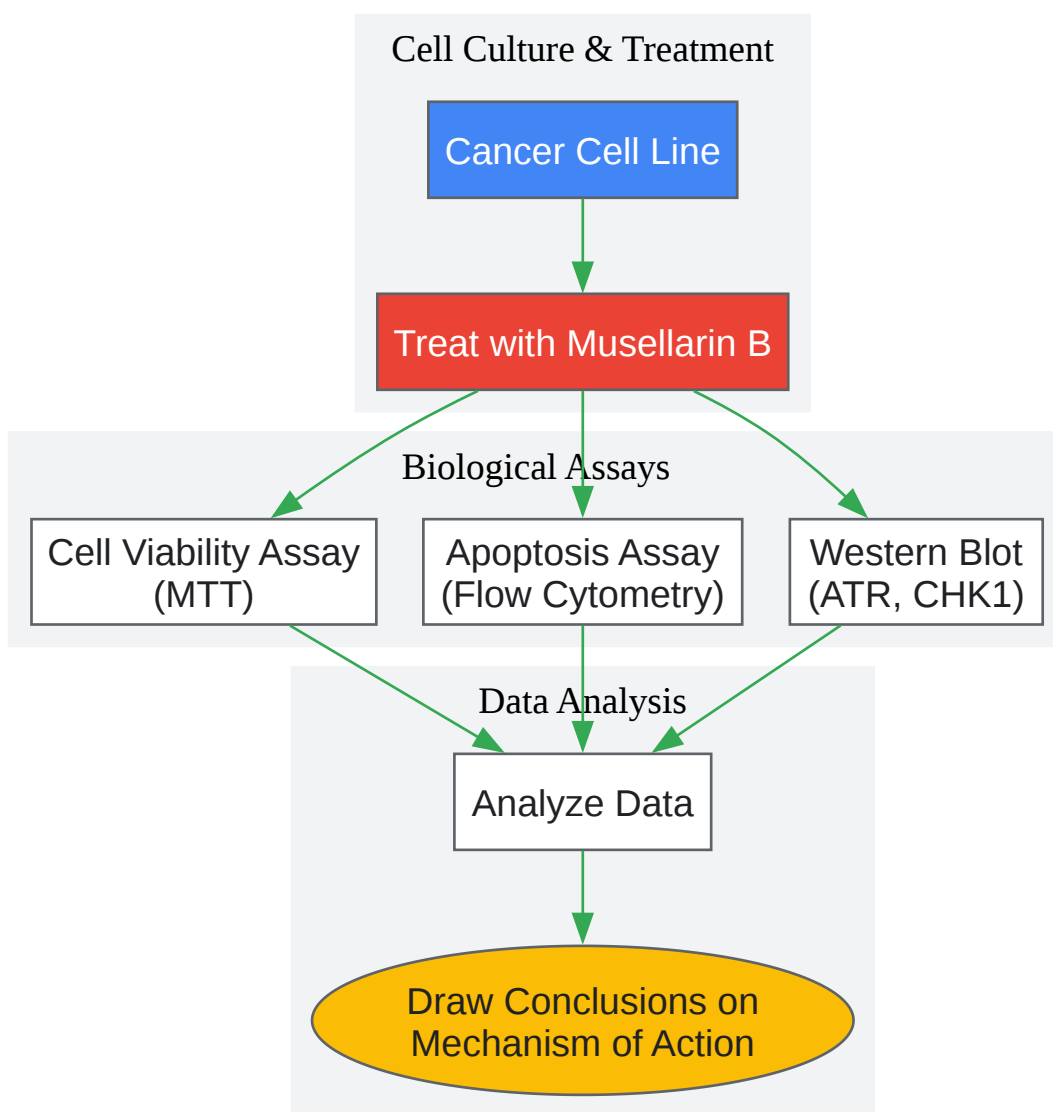 Cell Culture & Treatment
Cancer Cell Line
Treat with Musellarin B
Biological Assays
Cell Viability Assay
(MTT)
Apoptosis Assay
(Flow Cytometry)
Western Blot
(ATR, CHK1)
Data Analysis
Analyze Data
Draw Conclusions on
Mechanism of Action